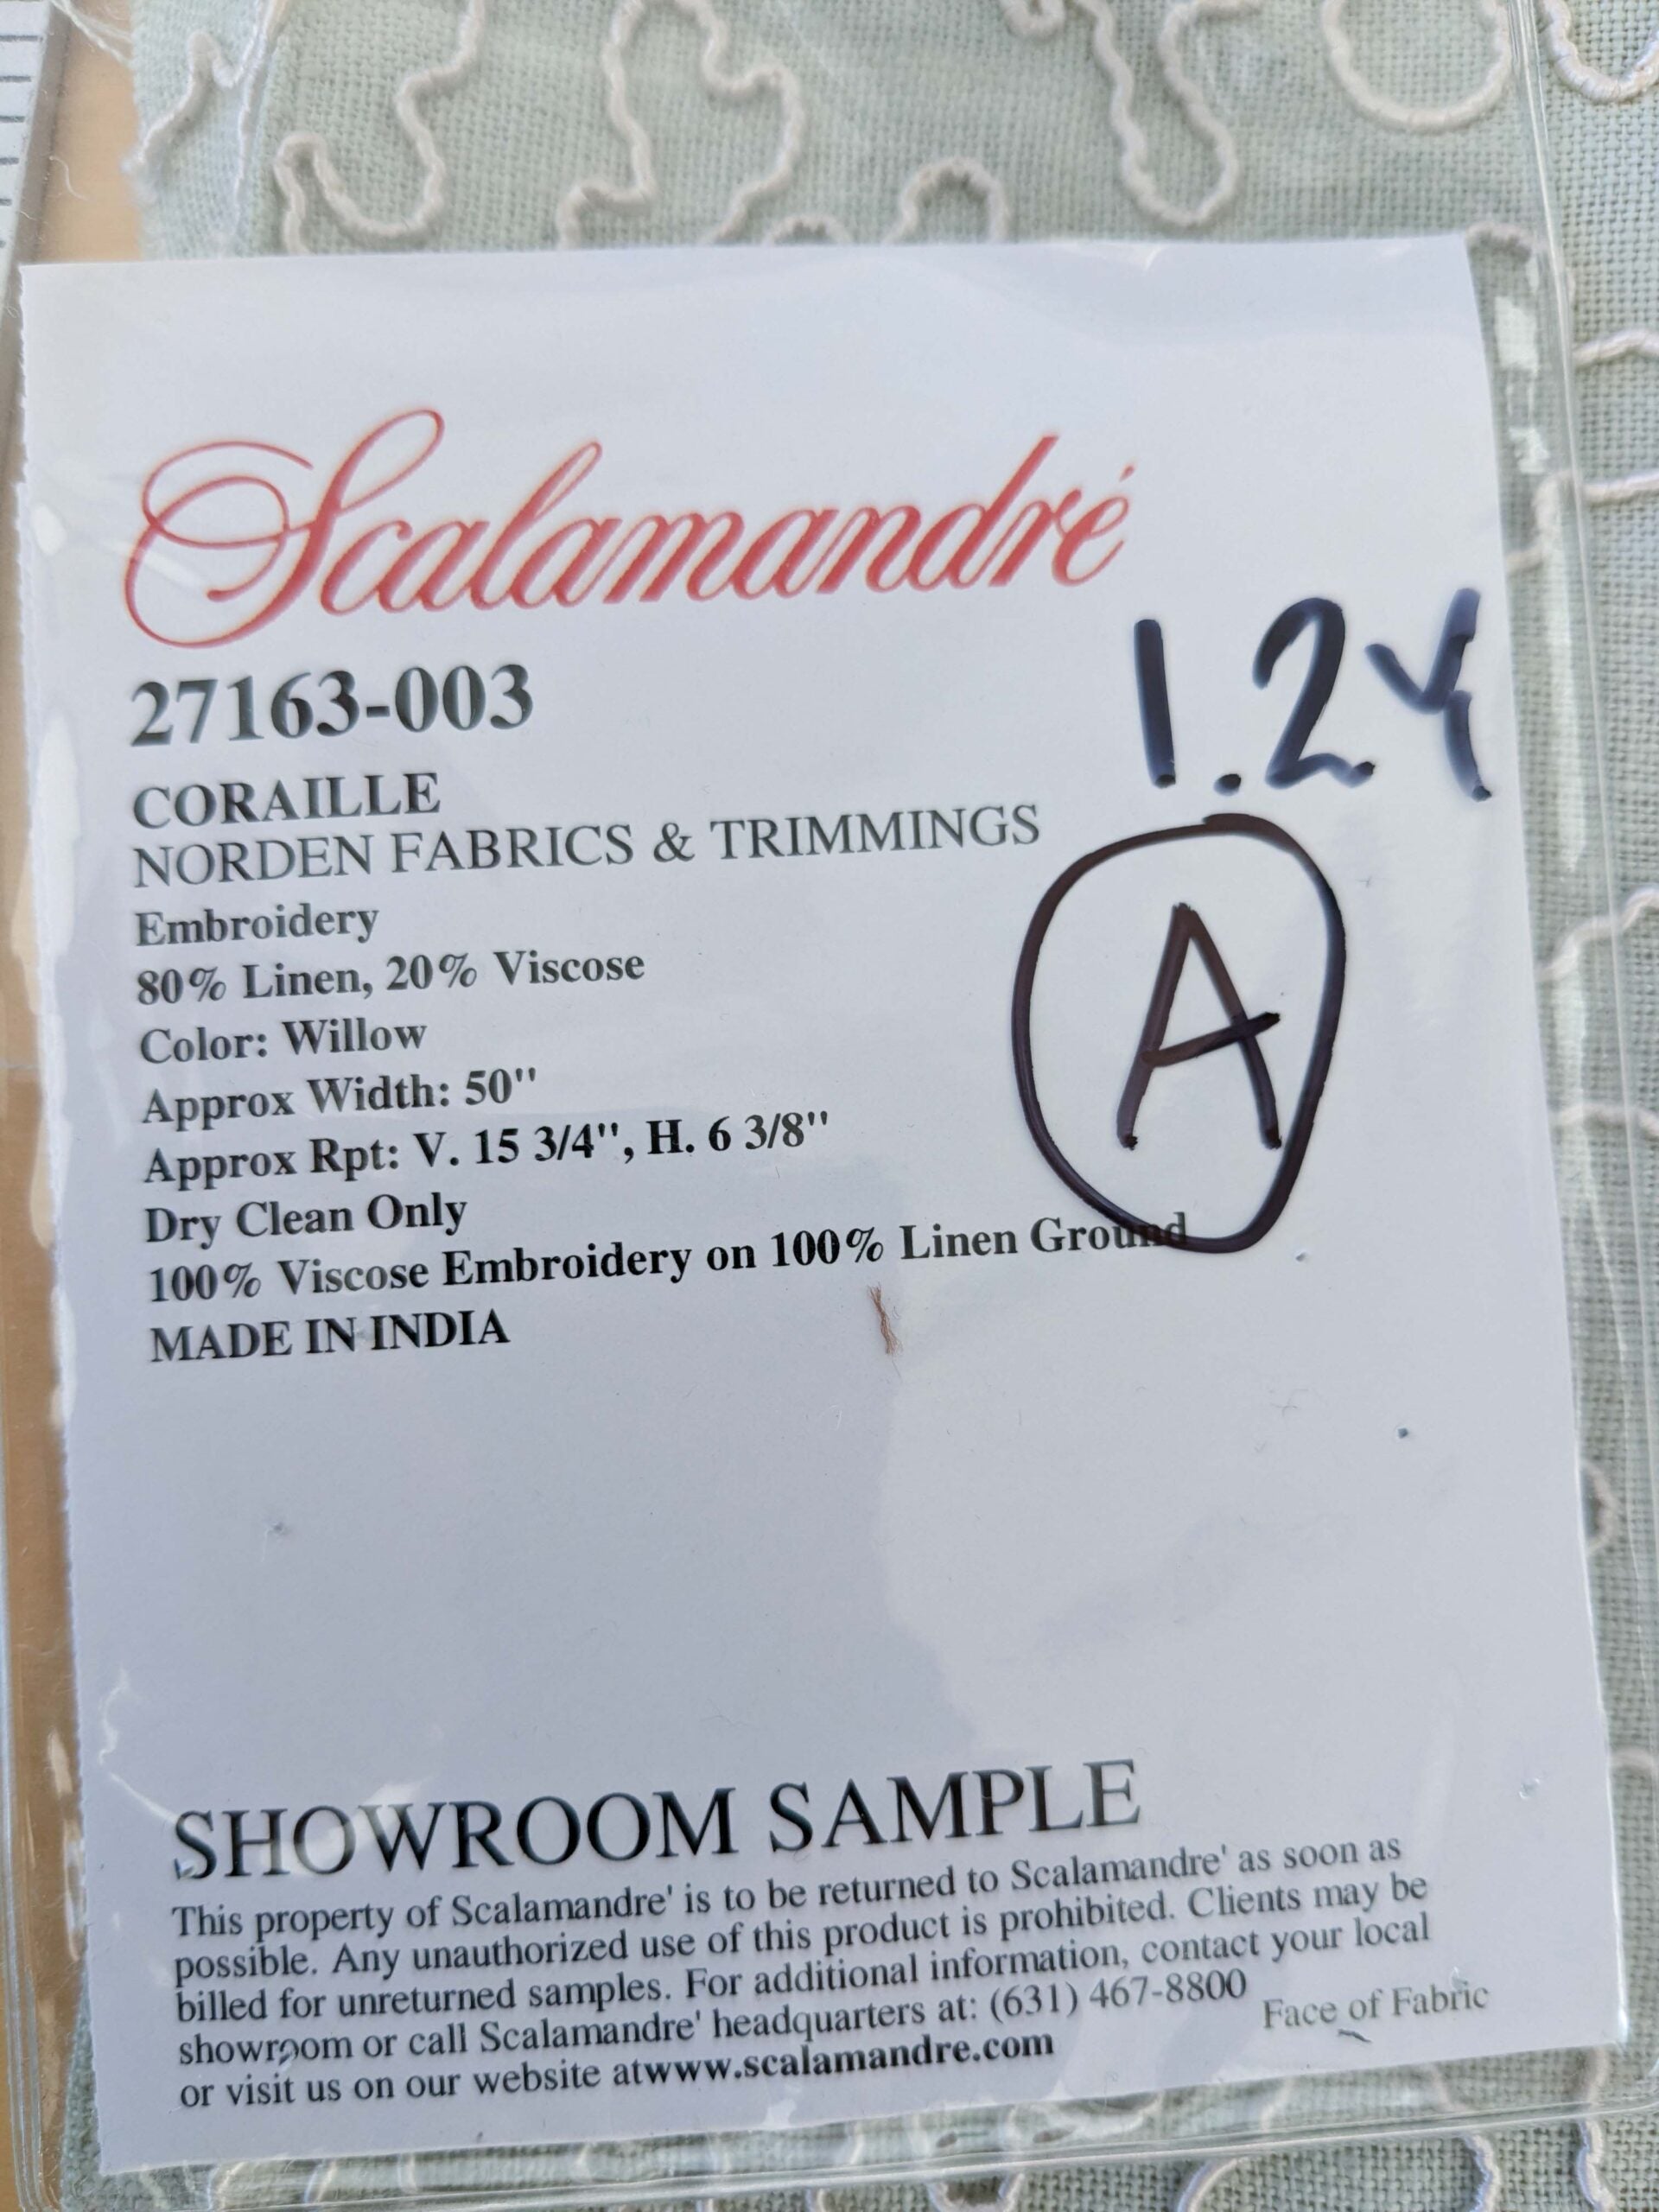 Scalamandré
27163-003
1.2Y
CORAILLE
NORDEN FABRICS & TRIMMINGS
A
Embroidery
80% Linen, 20% Viscose
Color: Willow
Approx Width: 50"
Approx Rpt: V. 15 3/4", H. 6 3/8"
Dry Clean Only
100% Viscose Embroidery on 100% Linen Ground
MADE IN INDIA
SHOWROOM SAMPLE
This property of Scalamandre' is to be returned to Scalamandre' as soon as
possible. Any unauthorized use of this product is prohibited. Clients may be
billed for unreturned samples. For additional information, contact your local
showroom or call Scalamandre' headquarters at: (631) 467-8800
or visit us on our website atwww.scalamandre.com
Face of Fabric